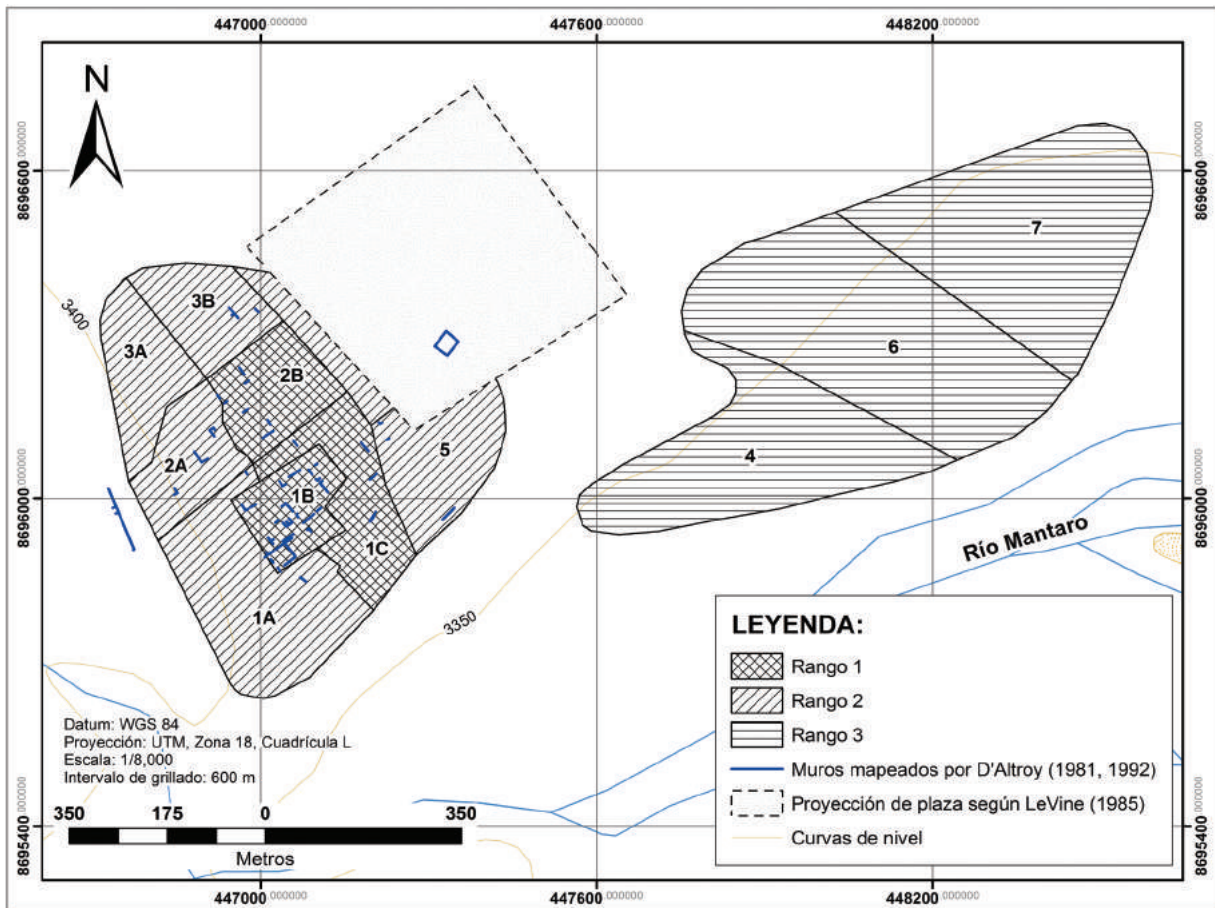 447000.000000 447600.000000 448200.000000
N
8696600.000000 8696600.000000
7
3B
3400
3A
6
2B
5
4
2A
1B
8696000.000000 8696000.000000
Río Mantaro
1C
1A
3350
LEYENDA:
Rango 1
Rango 2
Rango 3
Muros mapeados por D'Altroy (1981, 1992)
Proyección de plaza según LeVine (1985)
Curvas de nivel
Datum: WGS 84
Proyección: UTM, Zona 18, Cuadrícula L
Escala: 1/8,000
Intervalo de grillado: 600 m
350 175 0 350
Metros
8695400.000000 8695400.000000
447000.000000 447600.000000 448200.000000